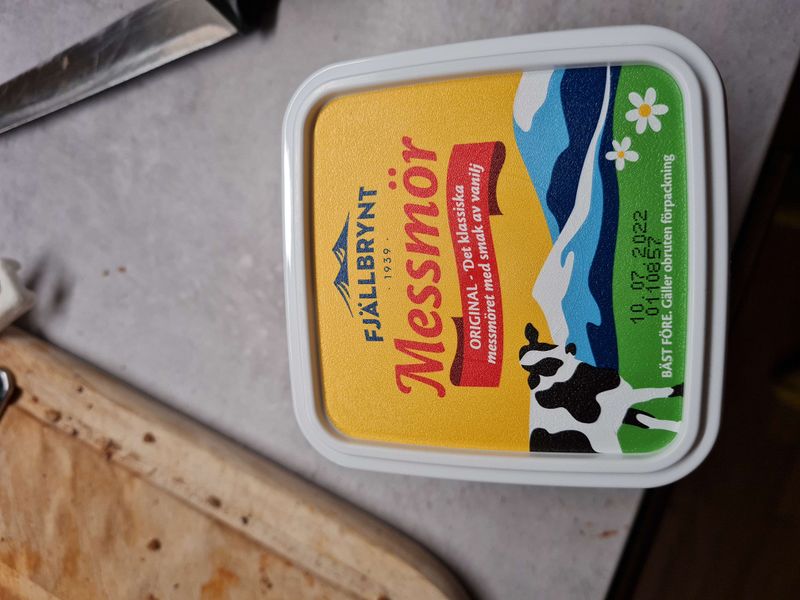 FJÄLLBRYNT
· 1939 ·
Messmör
ORIGINAL - Det klassiska
messmöret med smak av vanilj
10.07.2022
0110857
BÄST FÖRE. Gäller obruten förpackning